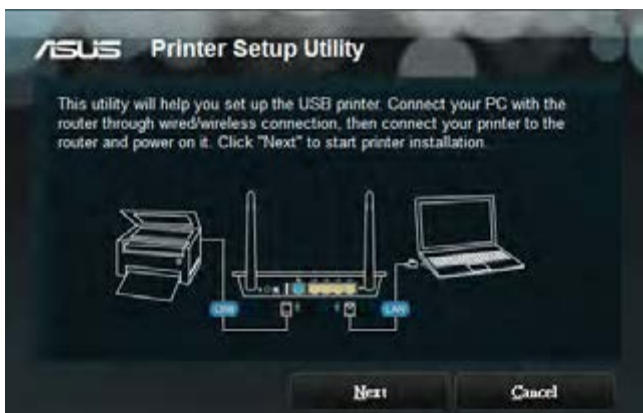 ASUS Printer Setup Utility
This utility will help you set up the USB printer. Connect your PC with the
router through wired/wireless connection, then connect your printer to the
router and power on it. Click "Next" to start printer installation.
USB
LAN
Next
Cancel